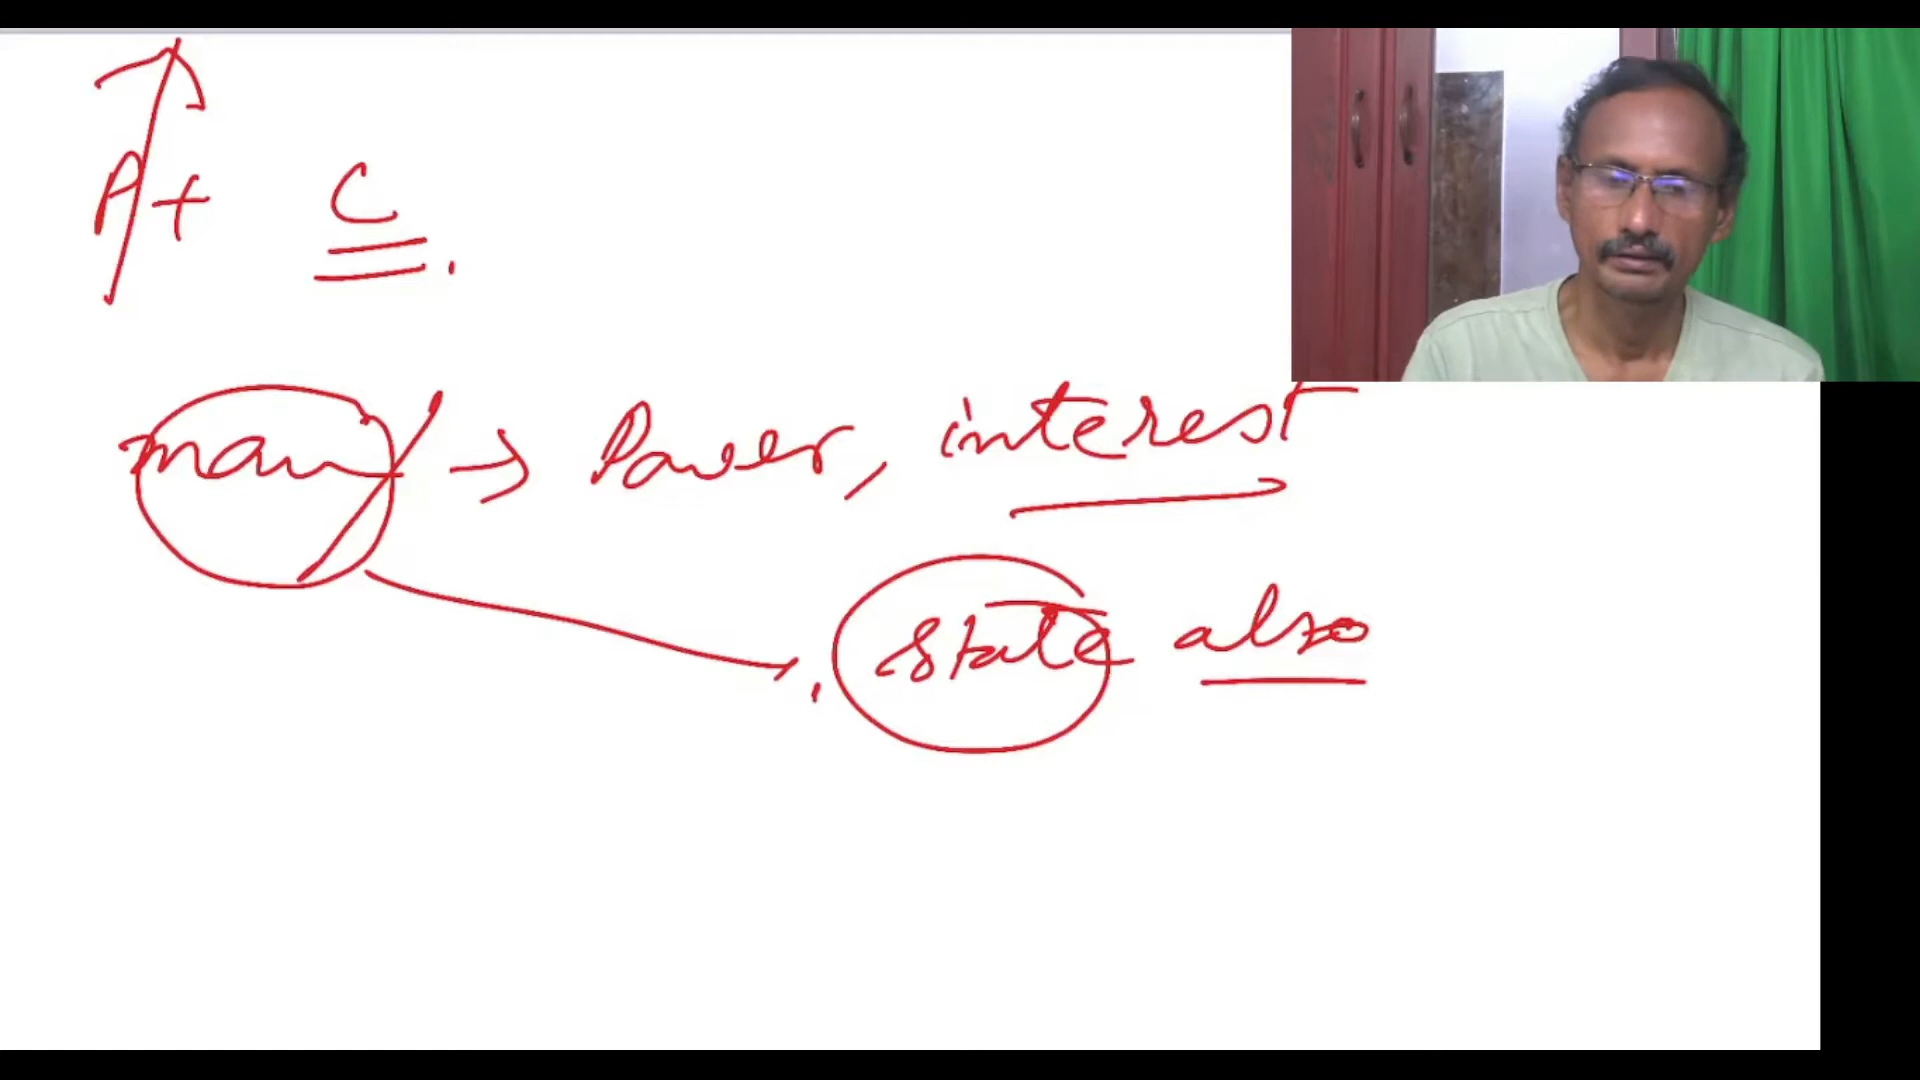 A+ C.
man → Power, interest
state also